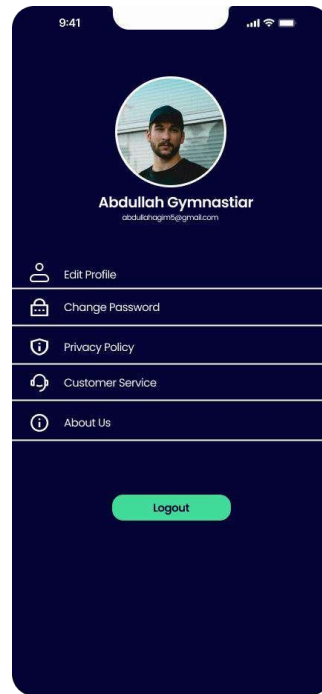 9:41
Abdullah Gymnastiar
abdullahagim5@gmail.com
Edit Profile
Change Password
Privacy Policy
Customer Service
About Us
Logout